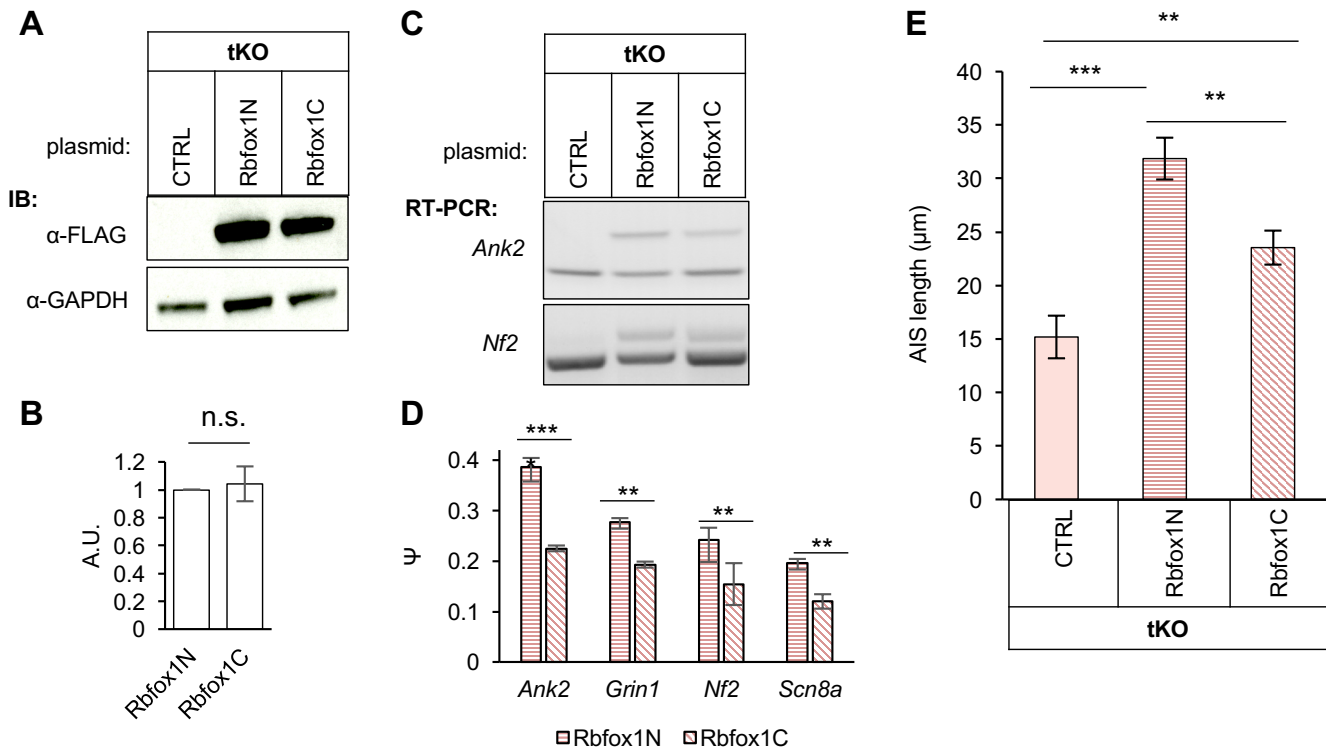 A
tKO
plasmid:
CTRL
Rbfox1N
Rbfox1C
IB:
α-FLAG
α-GAPDH
B
n.s.
A.U.
1.2
1
0.8
0.6
0.4
0.2
0
Rbfox1N
Rbfox1C
C
tKO
plasmid:
CTRL
Rbfox1N
Rbfox1C
RT-PCR:
Ank2
Nf2
D
Ψ
0.4
0.3
0.2
0.1
0
***
*
**
**
**
Ank2 Grin1 Nf2 Scn8a
Rbfox1N Rbfox1C
E
**
***
**
AIS length (μm)
40
35
30
25
20
15
10
5
0
CTRL
Rbfox1N
Rbfox1C
tKO